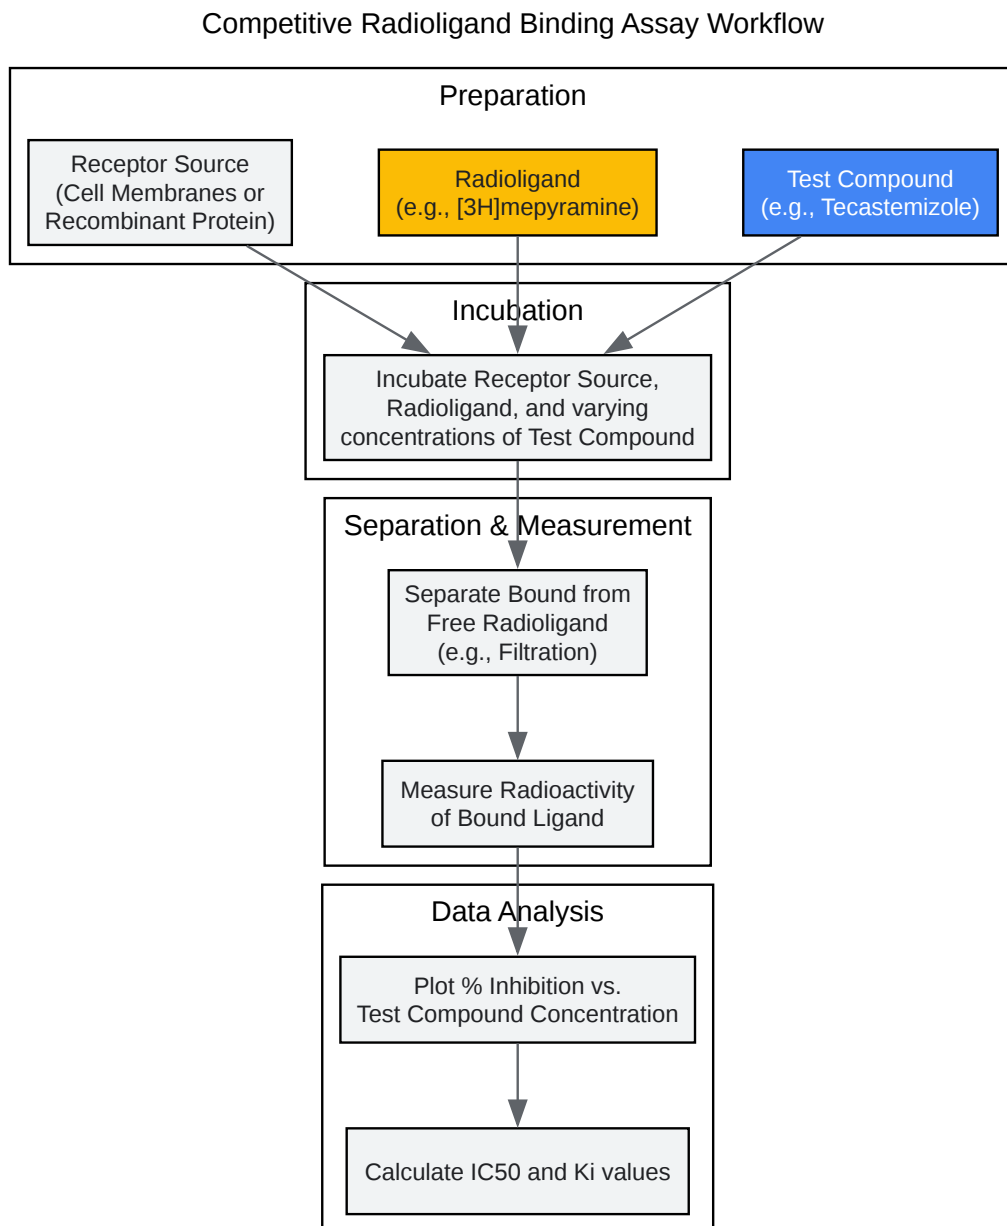 Competitive Radioligand Binding Assay Workflow
Preparation
Receptor Source
(Cell Membranes or
Recombinant Protein)
Radioligand
(e.g., [3H]mepyramine)
Test Compound
(e.g., Tecastemizole)
Incubation
Incubate Receptor Source,
Radioligand, and varying
concentrations of Test Compound
Separation & Measurement
Separate Bound from
Free Radioligand
(e.g., Filtration)
Measure Radioactivity
of Bound Ligand
Data Analysis
Plot % Inhibition vs.
Test Compound Concentration
Calculate IC50 and Ki values